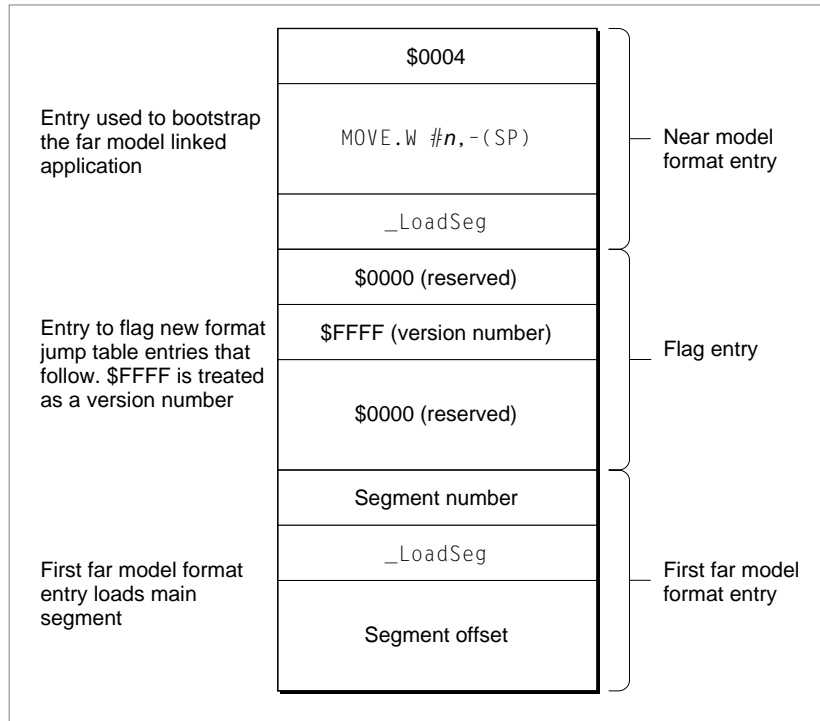 $0004
Entry used to bootstrap
the far model linked
application
MOVE.W #n,-(SP)
Near model
format entry
_LoadSeg
$0000 (reserved)
Entry to flag new format
jump table entries that
follow. $FFFF is treated
as a version number
$FFFF (version number)
Flag entry
$0000 (reserved)
Segment number
_LoadSeg
First far model format
entry loads main
segment
First far model
format entry
Segment offset